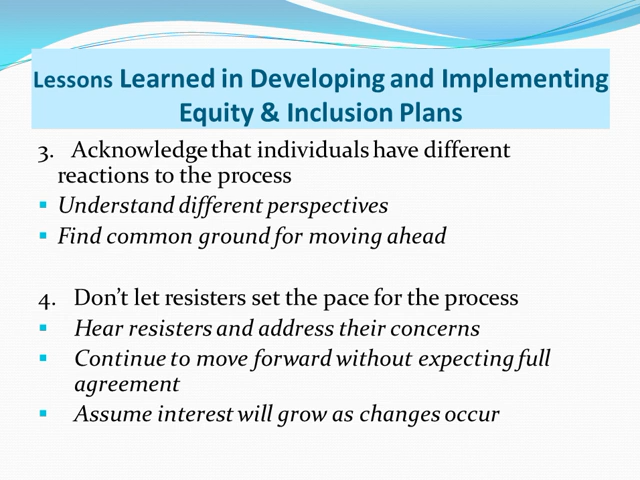 Lessons Learned in Developing and Implementing
Equity & Inclusion Plans
3. Acknowledge that individuals have different
reactions to the process
▪ Understand different perspectives
▪ Find common ground for moving ahead
4. Don’t let resisters set the pace for the process
▪ Hear resisters and address their concerns
▪ Continue to move forward without expecting full
agreement
▪ Assume interest will grow as changes occur